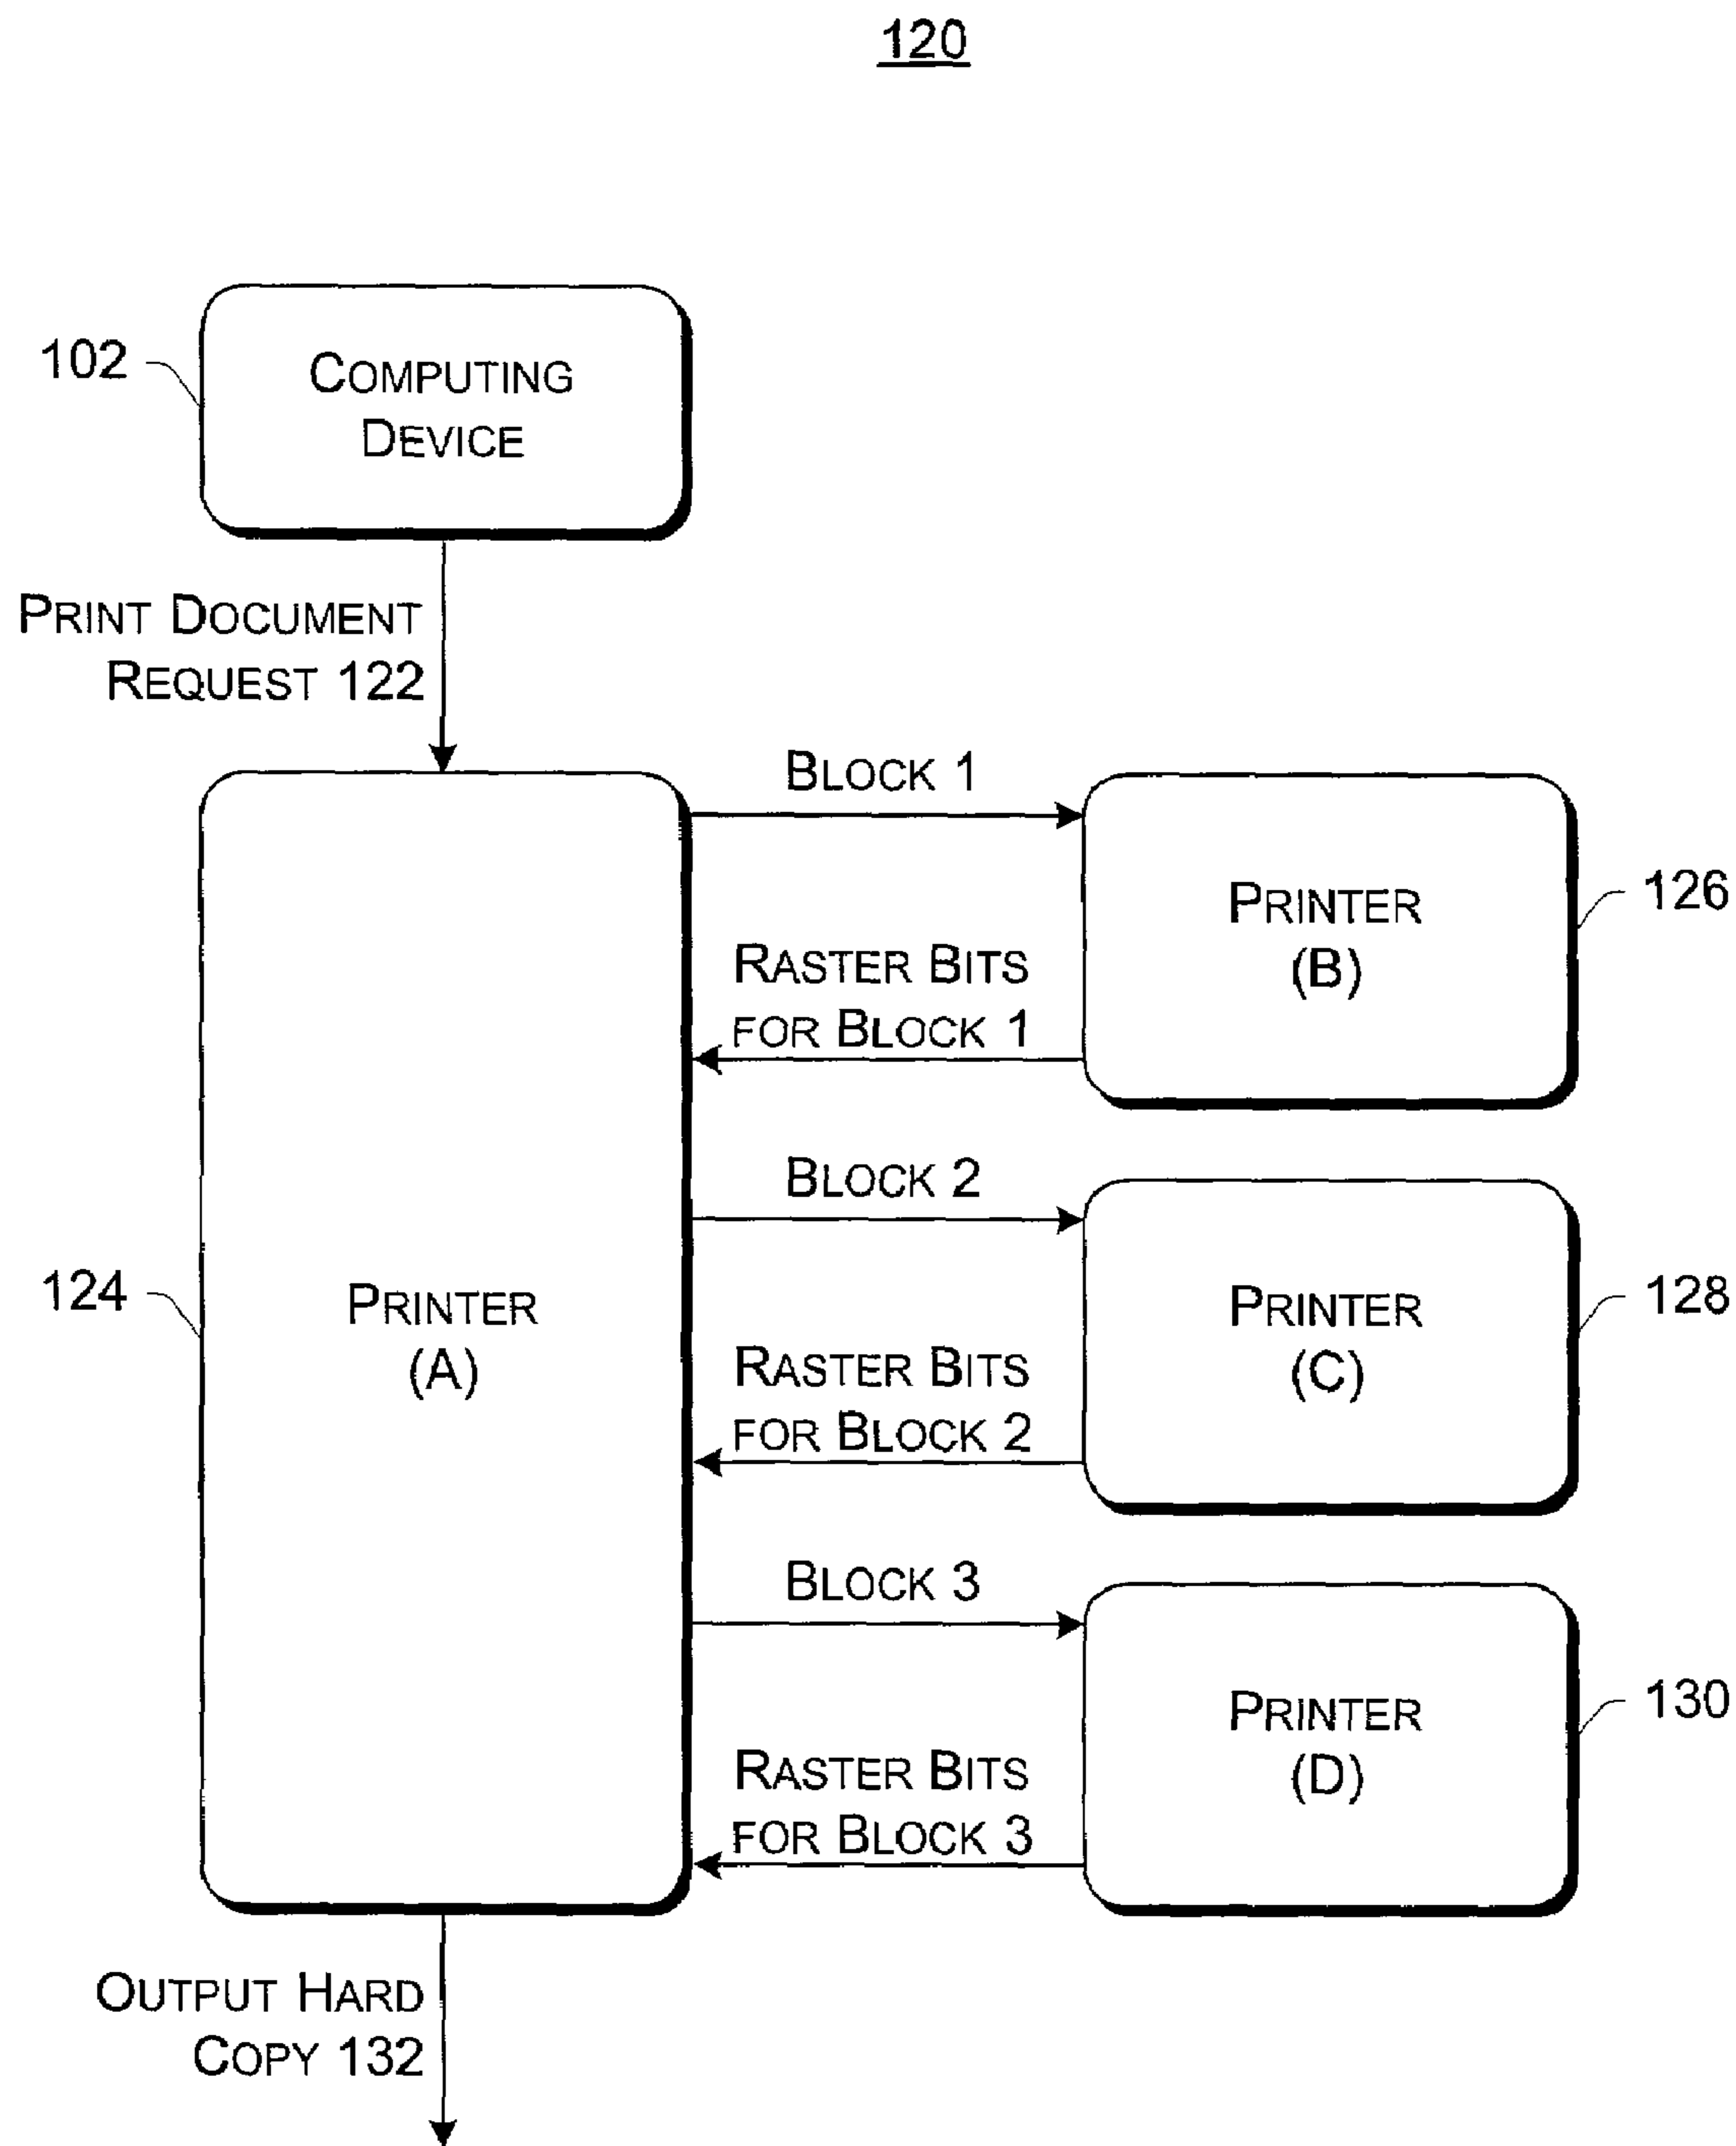 120
102
COMPUTING
DEVICE
PRINT DOCUMENT
REQUEST 122
BLOCK 1
PRINTER
(B)
126
RASTER BITS
FOR BLOCK 1
BLOCK 2
124
PRINTER
(A)
PRINTER
(C)
128
RASTER BITS
FOR BLOCK 2
BLOCK 3
PRINTER
(D)
130
RASTER BITS
FOR BLOCK 3
OUTPUT HARD
COPY 132